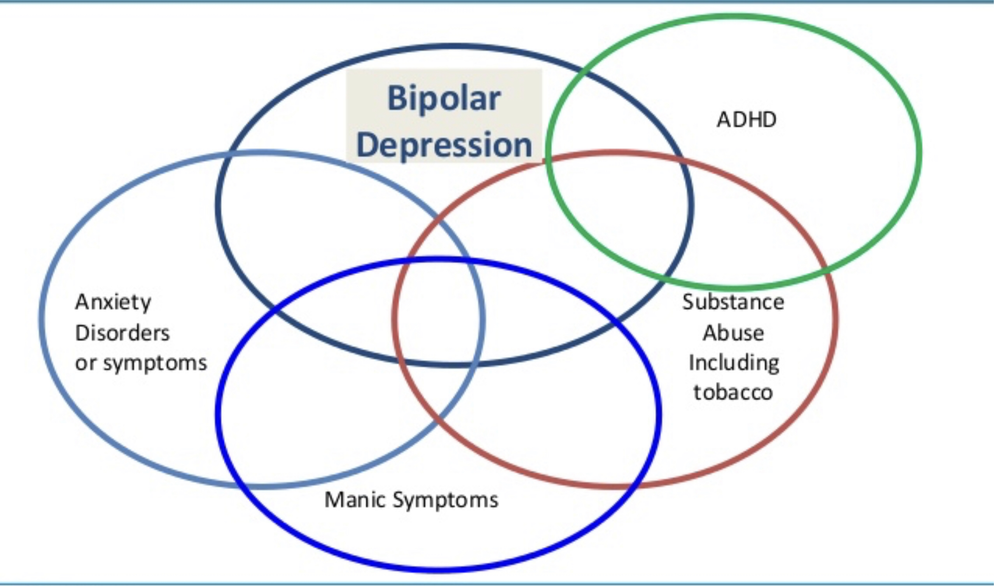 Bipolar
Depression
ADHD
Anxiety
Disorders
or symptoms
Substance
Abuse
Including
tobacco
Manic Symptoms